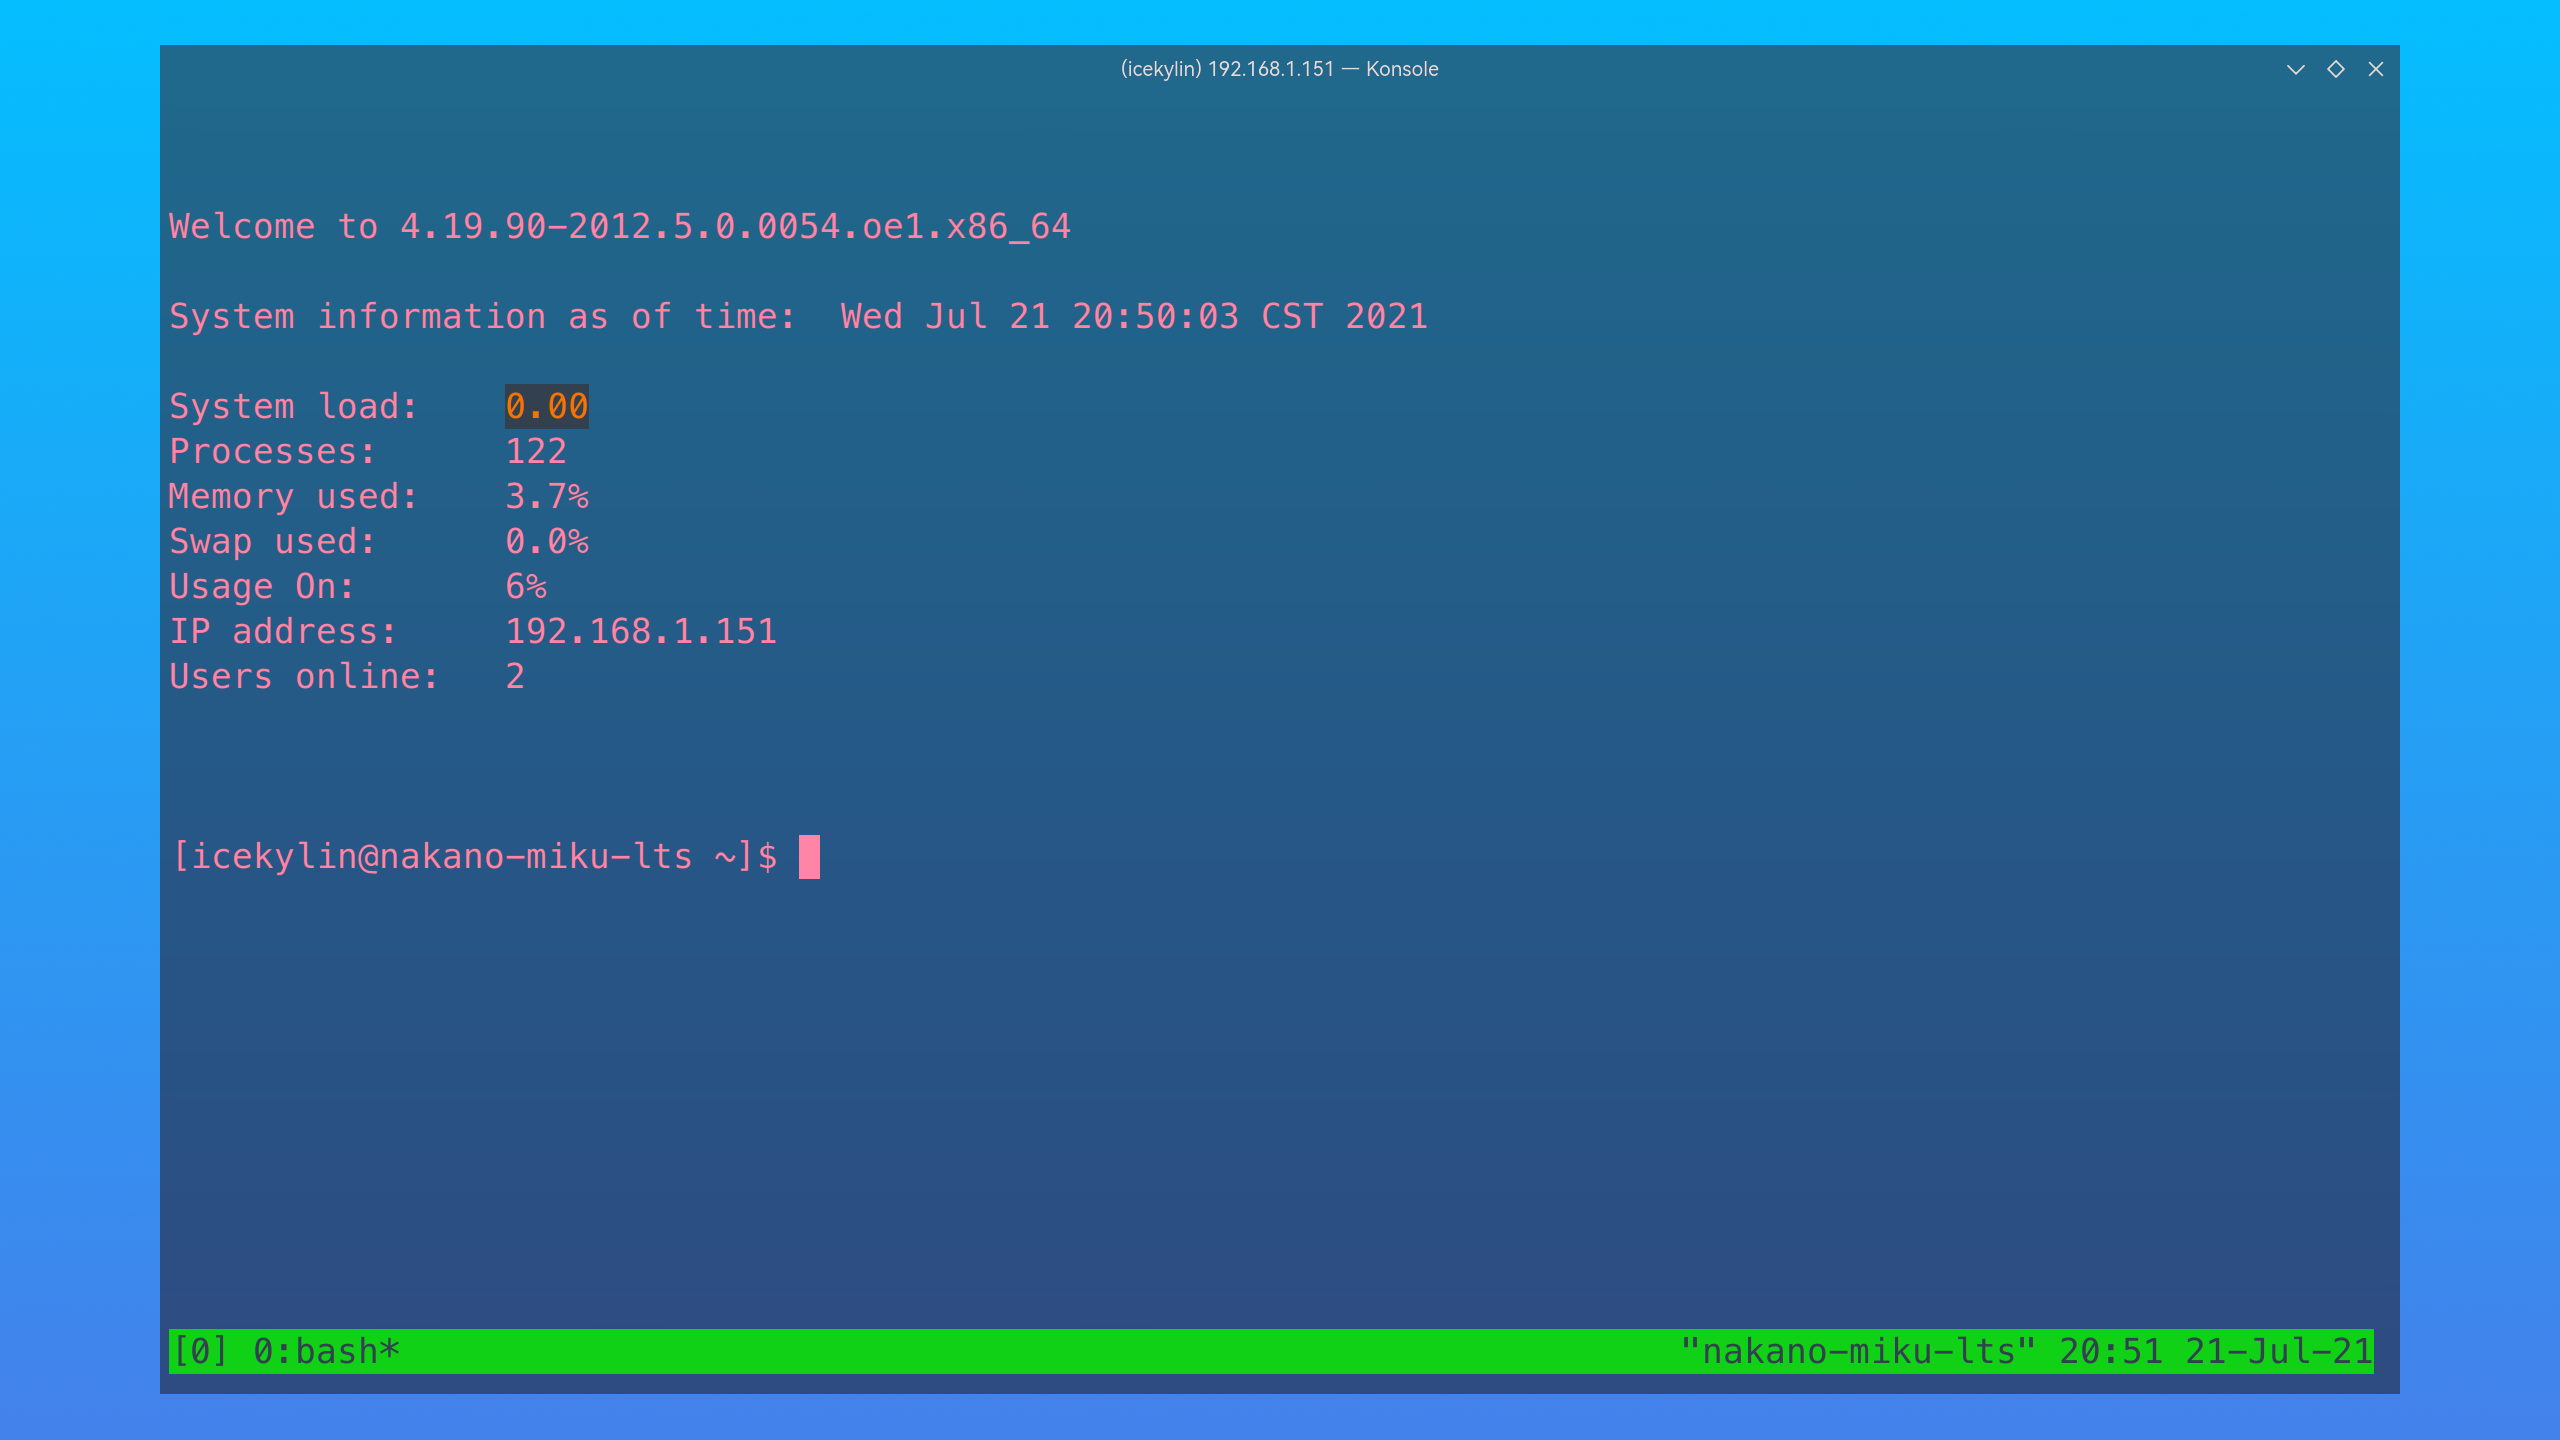 (icekylin) 192.168.1.151 — Konsole
Welcome to 4.19.90-2012.5.0.0054.oe1.x86_64
System information as of time:  Wed Jul 21 20:50:03 CST 2021
System load:    0.00
Processes:      122
Memory used:    3.7%
Swap used:      0.0%
Usage On:       6%
IP address:     192.168.1.151
Users online:   2
[icekylin@nakano-miku-lts ~]$
[0] 0:bash* "nakano-miku-lts" 20:51 21-Jul-21